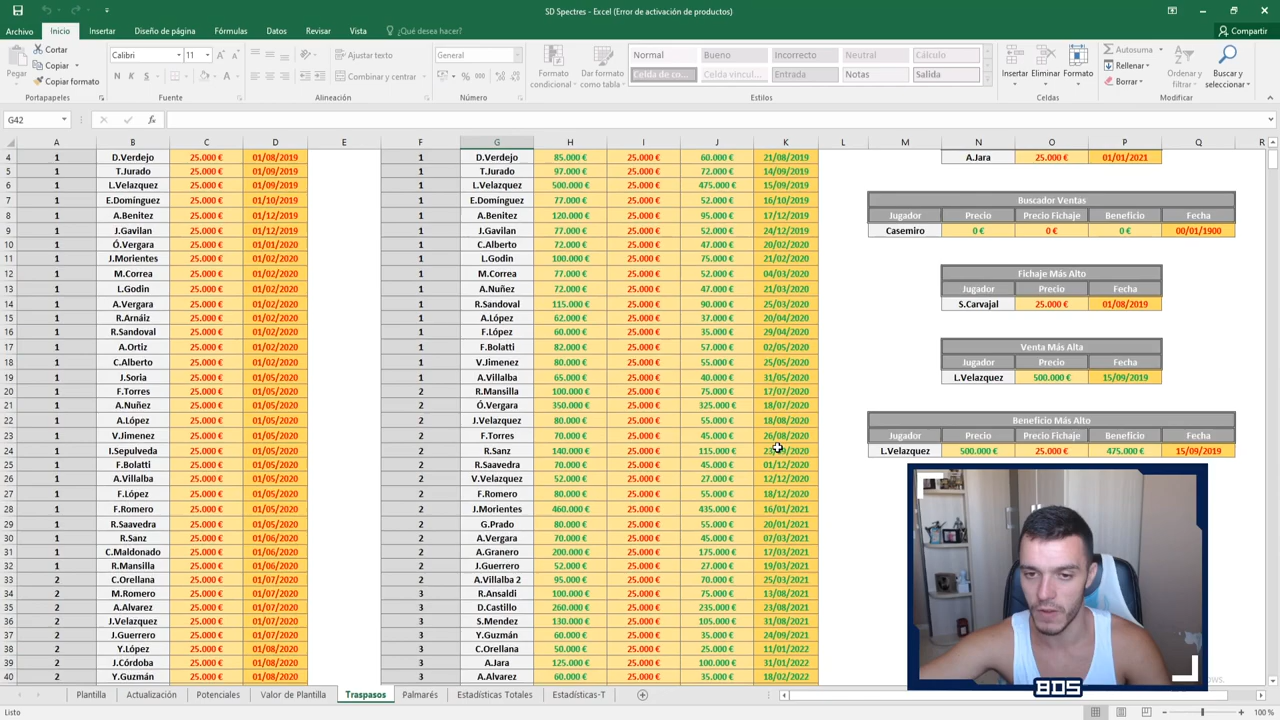 SD Spectres - Excel (Error de activación de productos)
Archivo Inicio Insertar Diseño de página Fórmulas Datos Revisar Vista ¿Qué desea hacer? Compartir
Pegar Cortar Copiar Copiar formato Portapapeles
Calibri 11 Fuente
Ajustar texto Combinar y centrar Alineación
General Número
Formato condicional Dar formato como tabla
Normal Bueno Incorrecto Neutral Cálculo
Celda de co... Celda vincul... Entrada Notas Salida
Estilos
Insertar Eliminar Formato Celdas
Autosuma Rellenar Borrar Ordenar y filtrar Buscar y seleccionar Modificar
G42 fx
A B C D E F G H I J K L M N O P Q R
4 1 D.Verdejo 25.000 € 01/08/2019 1 D.Verdejo 85.000 € 25.000 € 60.000 € 21/08/2019 A.Jara 25.000 € 01/01/2021
5 1 T.Jurado 25.000 € 01/09/2019 1 T.Jurado 97.000 € 25.000 € 72.000 € 14/09/2019
6 1 L.Velazquez 25.000 € 01/09/2019 1 L.Velazquez 500.000 € 25.000 € 475.000 € 15/09/2019
7 1 E.Domínguez 25.000 € 01/10/2019 1 E.Domínguez 77.000 € 25.000 € 52.000 € 16/10/2019 Buscador Ventas
8 1 A.Benitez 25.000 € 01/12/2019 1 A.Benitez 120.000 € 25.000 € 95.000 € 17/12/2019 Jugador Precio Precio Fichaje Beneficio Fecha
9 1 J.Gavilan 25.000 € 01/12/2019 1 J.Gavilan 77.000 € 25.000 € 52.000 € 24/12/2019 Casemiro 0 € 0 € 0 € 00/01/1900
10 1 Ó.Vergara 25.000 € 01/01/2020 1 C.Alberto 72.000 € 25.000 € 47.000 € 20/02/2020
11 1 J.Morientes 25.000 € 01/02/2020 1 L.Godin 100.000 € 25.000 € 75.000 € 21/02/2020
12 1 M.Correa 25.000 € 01/02/2020 1 M.Correa 77.000 € 25.000 € 52.000 € 04/03/2020 Fichaje Más Alto
13 1 L.Godin 25.000 € 01/02/2020 1 A.Nuñez 72.000 € 25.000 € 47.000 € 21/03/2020 Jugador Precio Fecha
14 1 A.Vergara 25.000 € 01/02/2020 1 R.Sandoval 115.000 € 25.000 € 90.000 € 25/03/2020 S.Carvajal 25.000 € 01/08/2019
15 1 R.Arnáiz 25.000 € 01/02/2020 1 A.López 62.000 € 25.000 € 37.000 € 20/04/2020
16 1 R.Sandoval 25.000 € 01/02/2020 1 F.López 60.000 € 25.000 € 35.000 € 29/04/2020
17 1 A.Ortiz 25.000 € 01/02/2020 1 F.Bolatti 82.000 € 25.000 € 57.000 € 02/05/2020 Venta Más Alta
18 1 C.Alberto 25.000 € 01/02/2020 1 V.Jimenez 80.000 € 25.000 € 55.000 € 25/05/2020 Jugador Precio Fecha
19 1 J.Soria 25.000 € 01/02/2020 1 A.Villalba 65.000 € 25.000 € 40.000 € 31/05/2020 L.Velazquez 500.000 € 15/09/2019
20 1 F.Torres 25.000 € 01/05/2020 2 R.Mansilla 100.000 € 25.000 € 75.000 € 17/07/2020
21 1 A.Nuñez 25.000 € 01/05/2020 2 Ó.Vergara 350.000 € 25.000 € 325.000 € 18/07/2020
22 1 A.López 25.000 € 01/05/2020 2 J.Velazquez 80.000 € 25.000 € 55.000 € 18/08/2020 Beneficio Más Alto
23 1 V.Jimenez 25.000 € 01/05/2020 2 F.Torres 70.000 € 25.000 € 45.000 € 26/08/2020 Jugador Precio Precio Fichaje Beneficio Fecha
24 1 I.Sepulveda 25.000 € 01/05/2020 2 R.Sanz 140.000 € 25.000 € 115.000 € L.Velazquez 500.000 € 25.000 € 475.000 € 15/09/2019
25 1 F.Bolatti 25.000 € 01/05/2020 2 R.Saavedra 70.000 € 25.000 € 45.000 € 01/12/2020
26 1 A.Villalba 25.000 € 01/05/2020 2 V.Velazquez 52.000 € 25.000 € 27.000 € 12/12/2020
27 1 F.López 25.000 € 01/05/2020 2 F.Romero 80.000 € 25.000 € 55.000 € 18/12/2020
28 1 F.Romero 25.000 € 01/05/2020 2 J.Morientes 460.000 € 25.000 € 435.000 € 16/01/2021
29 1 R.Saavedra 25.000 € 01/05/2020 2 G.Prado 80.000 € 25.000 € 55.000 € 20/01/2021
30 1 R.Sanz 25.000 € 01/05/2020 2 A.Vergara 70.000 € 25.000 € 45.000 € 07/03/2021
31 1 C.Maldonado 25.000 € 01/06/2020 2 A.Granero 200.000 € 25.000 € 175.000 € 17/03/2021
32 1 R.Mansilla 25.000 € 01/06/2020 2 J.Guerrero 52.000 € 25.000 € 27.000 € 19/03/2021
33 2 C.Orellana 25.000 € 01/07/2020 2 A.Villalba 2 95.000 € 25.000 € 70.000 € 25/03/2021
34 2 M.Romero 25.000 € 01/07/2020 3 R.Ansaldi 100.000 € 25.000 € 75.000 € 13/08/2021
35 2 A.Alvarez 25.000 € 01/07/2020 3 D.Castillo 260.000 € 25.000 € 235.000 € 23/08/2021
36 2 J.Velazquez 25.000 € 01/07/2020 3 S.Mendez 130.000 € 25.000 € 105.000 € 31/08/2021
37 2 J.Guerrero 25.000 € 01/07/2020 3 Y.Guzmán 60.000 € 25.000 € 35.000 € 24/09/2021
38 2 Y.López 25.000 € 01/08/2020 3 C.Orellana 50.000 € 25.000 € 25.000 € 11/01/2022
39 2 J.Córdoba 25.000 € 01/08/2020 3 A.Jara 125.000 € 25.000 € 100.000 € 31/01/2022
40 2 Y.Guzmán 25.000 € 01/08/2020 3 A.Alvarez 60.000 € 25.000 € 35.000 € 18/02/2022
BDS
Plantilla Actualización Potenciales Valor de Plantilla Traspasos Palmarés Estadísticas Totales Estadísticas-T
Listo 100 %